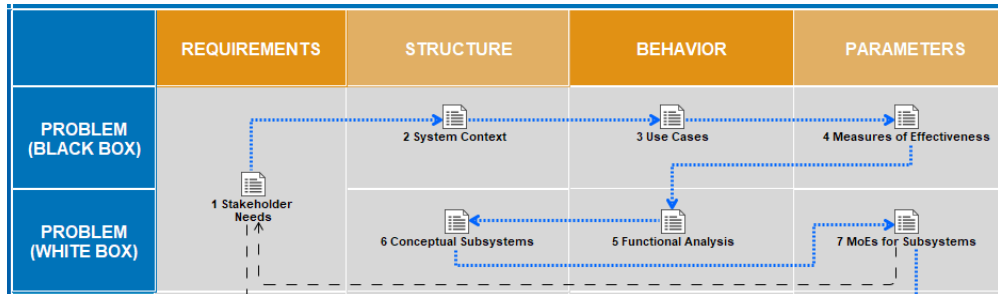 REQUIREMENTS STRUCTURE BEHAVIOR PARAMETERS
PROBLEM
(BLACK BOX)
2 System Context 3 Use Cases 4 Measures of Effectiveness
1 Stakeholder
Needs
PROBLEM
(WHITE BOX)
6 Conceptual Subsystems 5 Functional Analysis 7 MoEs for Subsystems